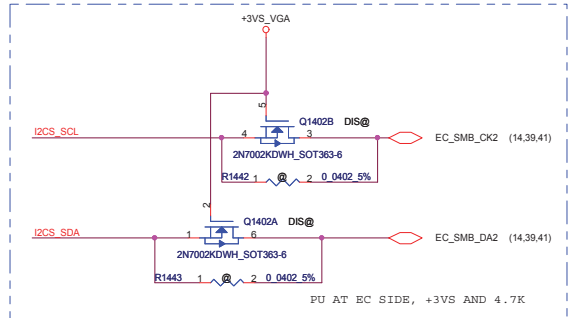 +3VS_VGA
5
Q1402B DIS@
I2CS_SCL 4 3 EC_SMB_CK2 (14,39,41)
2N7002KDWH_SOT363-6
R1442 1 @ 2 0_0402_5%
2
Q1402A DIS@
I2CS_SDA 1 6 EC_SMB_DA2 (14,39,41)
2N7002KDWH_SOT363-6
R1443 1 @ 2 0_0402_5%
PU AT EC SIDE, +3VS AND 4.7K